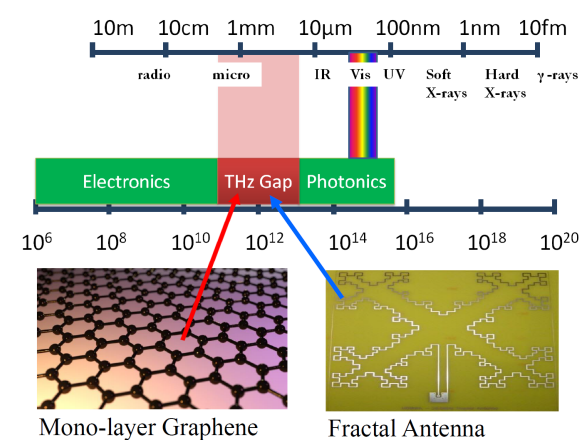 10m 10cm 1mm 10μm 100nm 1nm 10fm
radio micro IR Vis UV Soft X-rays Hard X-rays γ-rays
Electronics THz Gap Photonics
10⁶ 10⁸ 10¹⁰ 10¹² 10¹⁴ 10¹⁶ 10¹⁸ 10²⁰
Mono-layer Graphene Fractal Antenna